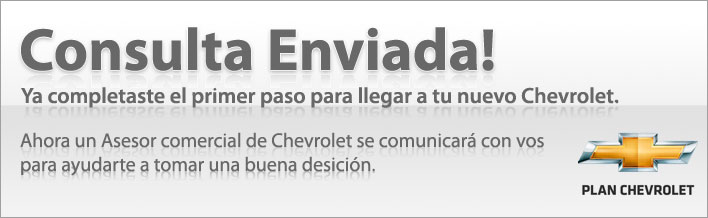 Consulta Enviada!
Ya completaste el primer paso para llegar a tu nuevo Chevrolet.
Ahora un Asesor comercial de Chevrolet se comunicará con vos
para ayudarte a tomar una buena desición.
PLAN CHEVROLET